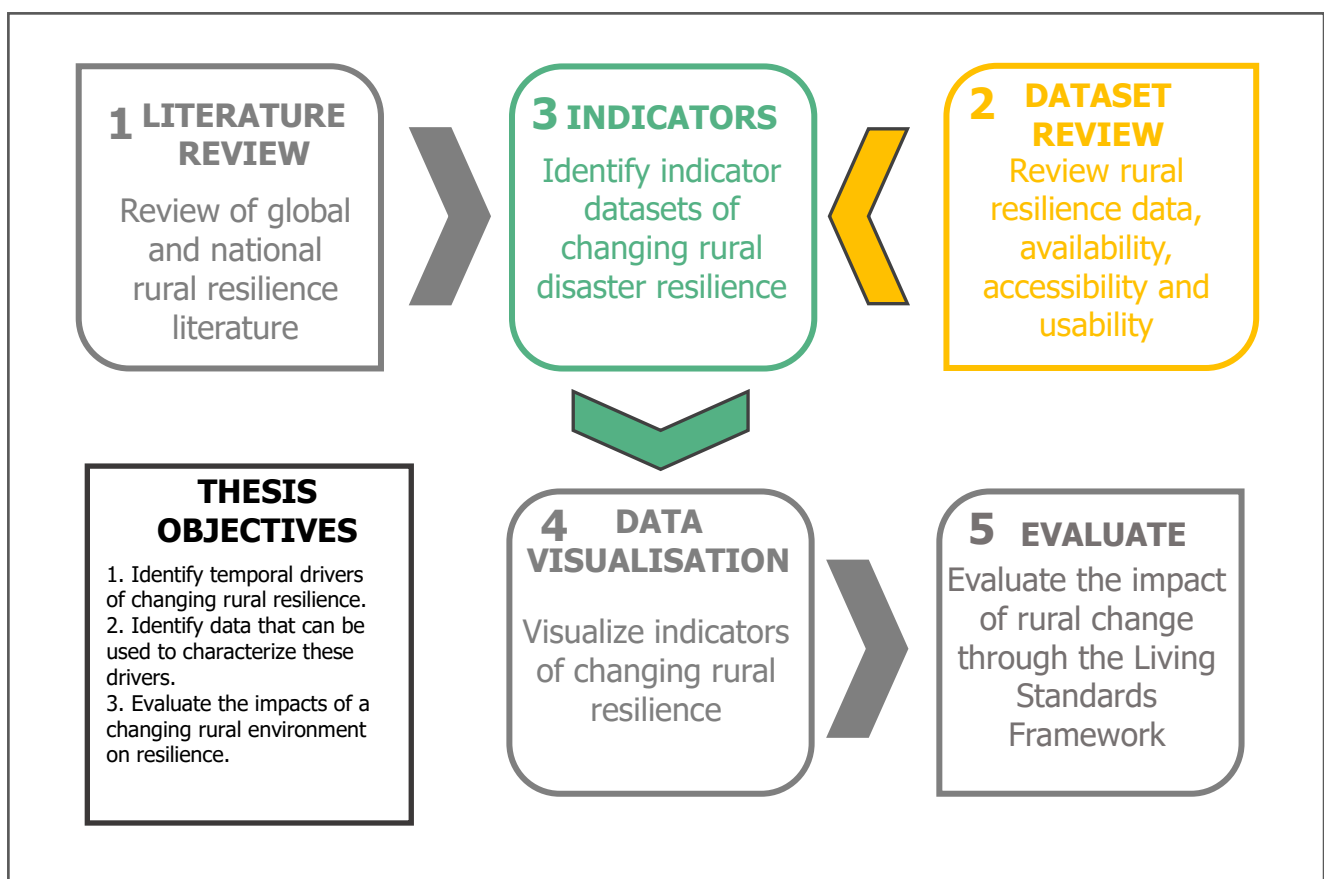 1 LITERATURE
REVIEW
Review of global
and national
rural resilience
literature
3 INDICATORS
Identify indicator
datasets of
changing rural
disaster resilience
2 DATASET
REVIEW
Review rural
resilience data,
availability,
accessibility and
usability
THESIS
OBJECTIVES
1. Identify temporal drivers
of changing rural resilience.
2. Identify data that can be
used to characterize these
drivers.
3. Evaluate the impacts of a
changing rural environment
on resilience.
4 DATA
VISUALISATION
Visualize indicators
of changing rural
resilience
5 EVALUATE
Evaluate the impact
of rural change
through the Living
Standards
Framework